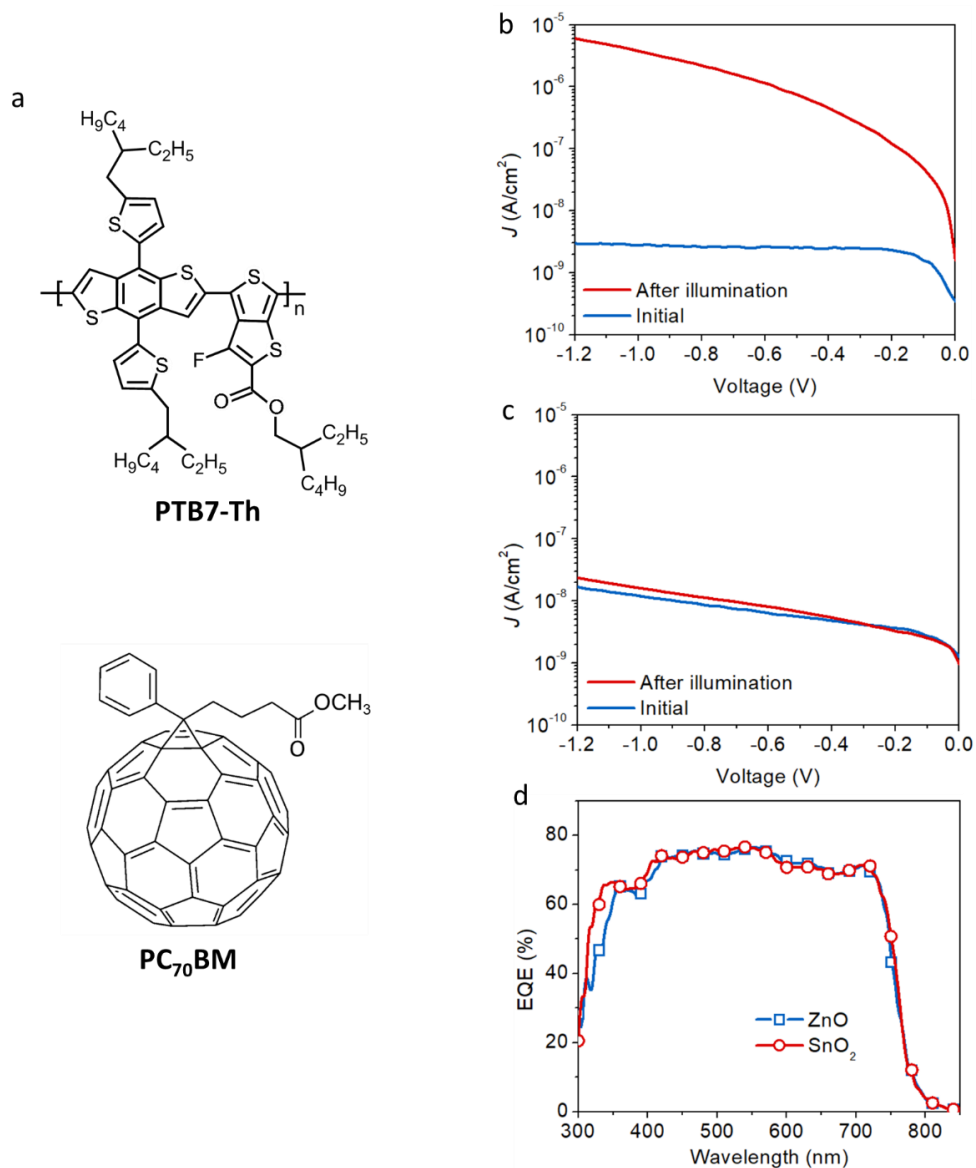 a
H₉C₄
C₂H₅
S
S
S
S
n
S
F
S
S
O
O
C₂H₅
H₉C₄
C₂H₅
C₄H₉
PTB7-Th
OCH₃
O
PC₇₀BM
b
J (A/cm²)
10⁻⁵
10⁻⁶
10⁻⁷
10⁻⁸
10⁻⁹
10⁻¹⁰
After illumination
Initial
-1.2 -1.0 -0.8 -0.6 -0.4 -0.2 0.0
Voltage (V)
c
J (A/cm²)
10⁻⁵
10⁻⁶
10⁻⁷
10⁻⁸
10⁻⁹
10⁻¹⁰
After illumination
Initial
-1.2 -1.0 -0.8 -0.6 -0.4 -0.2 0.0
Voltage (V)
d
EQE (%)
80
60
40
20
0
ZnO
SnO₂
300 400 500 600 700 800
Wavelength (nm)